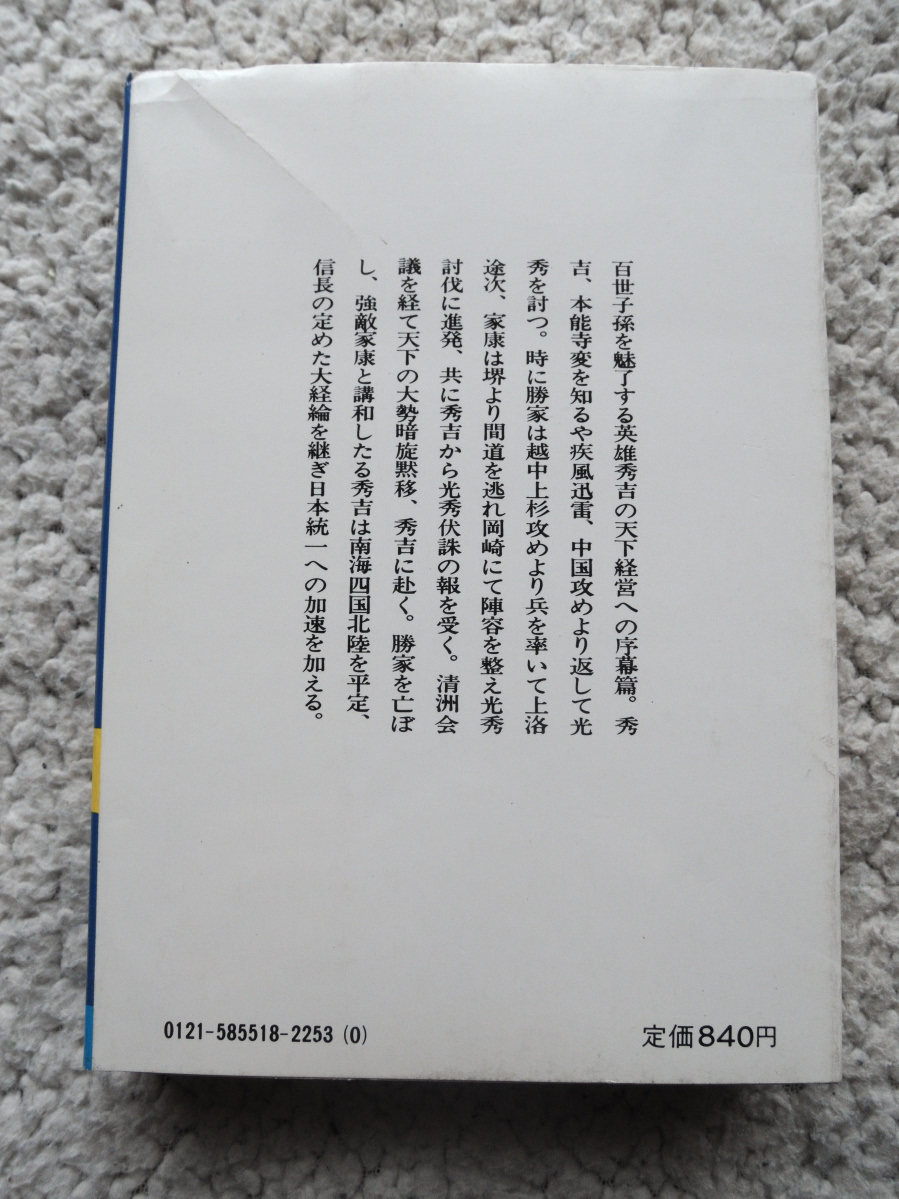 百世子孫を魅了する英雄秀吉の天下経営への序幕篇。秀
吉、本能寺変を知るや疾風迅雷、中国攻めより返して光
秀を討つ。時に勝家は越中上杉攻めより兵を率いて上洛
途次、家康は堺より間道を逃れ岡崎にて陣容を整え光秀
討伐に進発、共に秀吉から光秀伏誅の報を受く。清洲会
議を経て天下の大勢暗旋黙移、秀吉に赴く。勝家を亡ぼ
し、強敵家康と講和したる秀吉は南海四国北陸を平定、
信長の定めた大経綸を継ぎ日本統一への加速を加える。
0121-585518-2253 (0)
定価840円